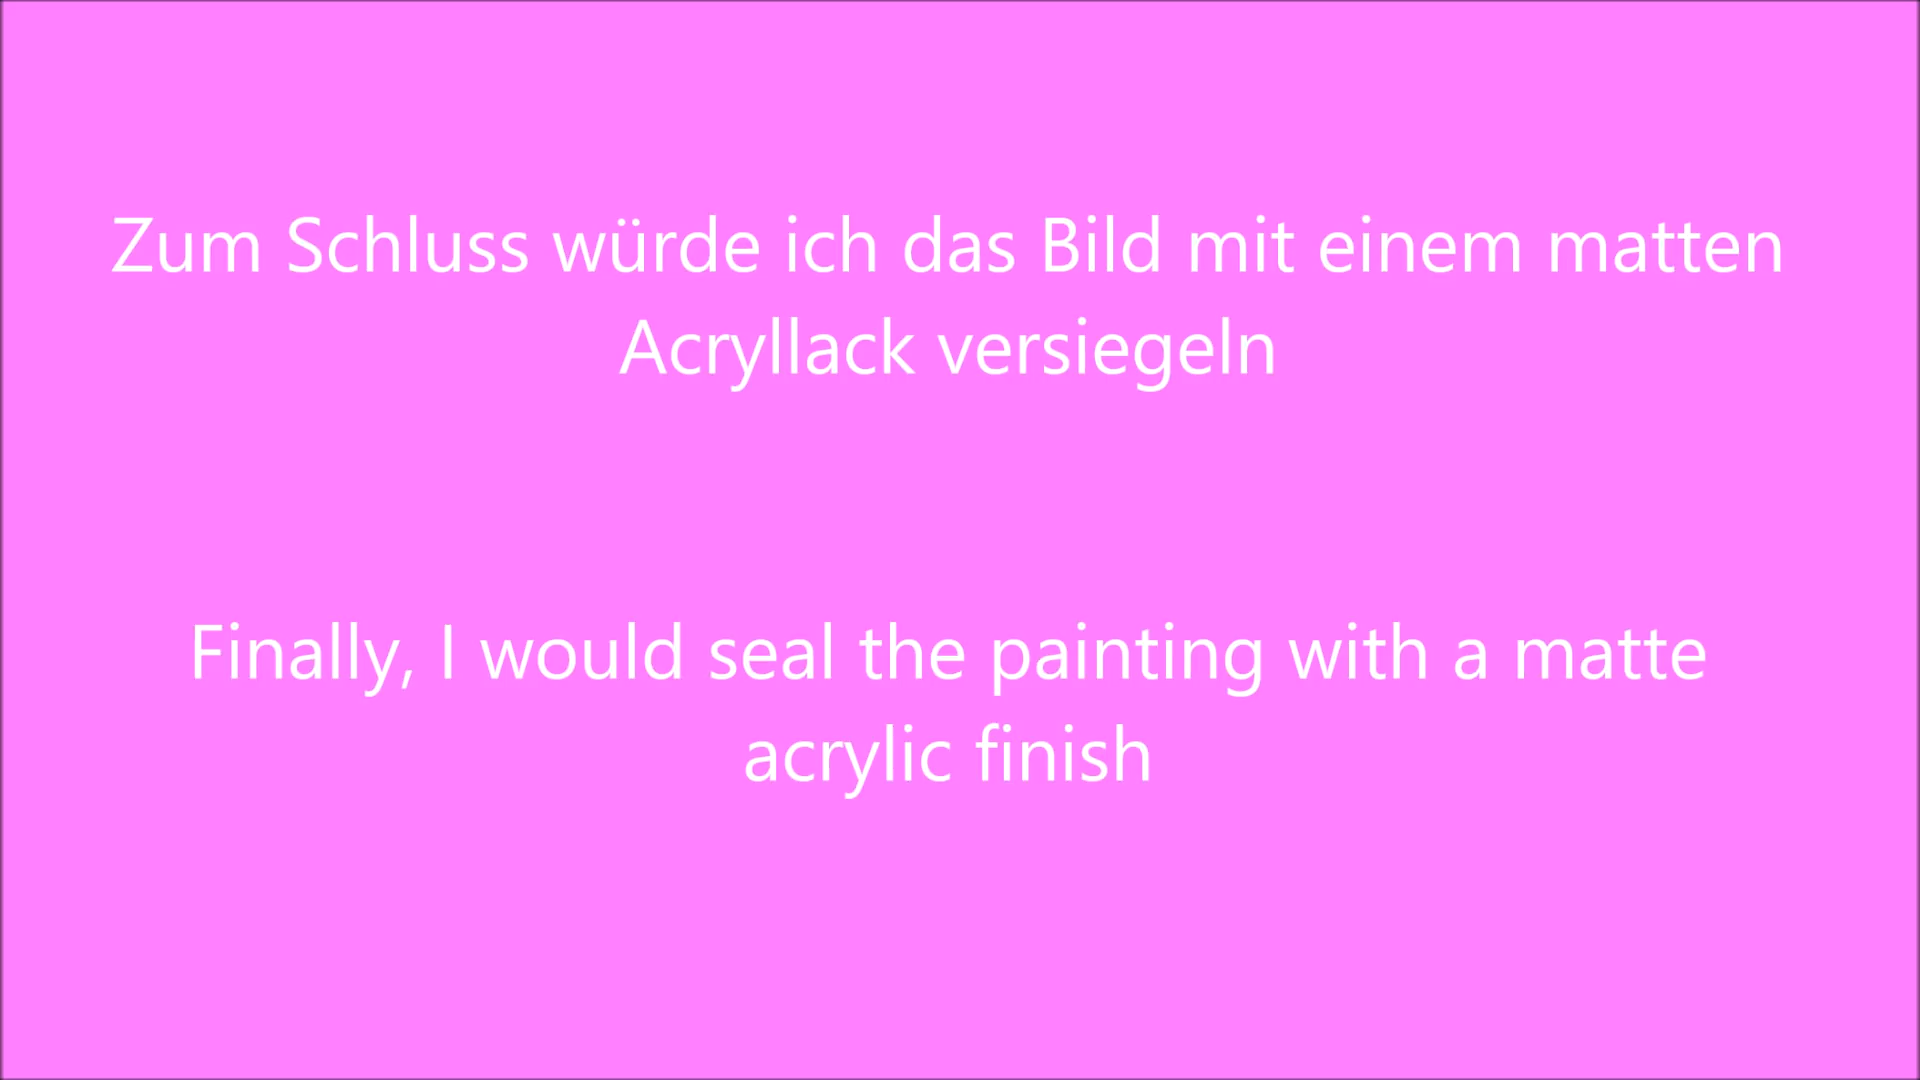 Zum Schluss würde ich das Bild mit einem matten
Acryllack versiegeln
Finally, I would seal the painting with a matte
acrylic finish